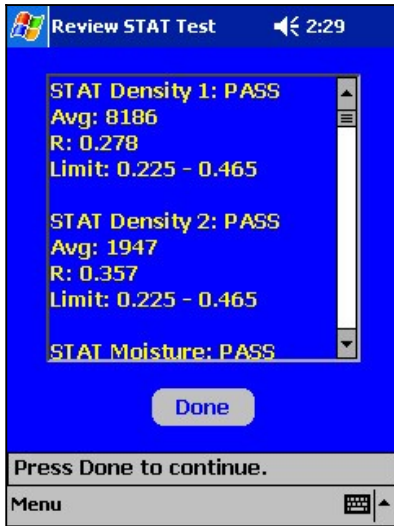 Review STAT Test 2:29
STAT Density 1: PASS
Avg: 8186
R: 0.278
Limit: 0.225 - 0.465
STAT Density 2: PASS
Avg: 1947
R: 0.357
Limit: 0.225 - 0.465
STAT Moisture: PASS
Done
Press Done to continue.
Menu